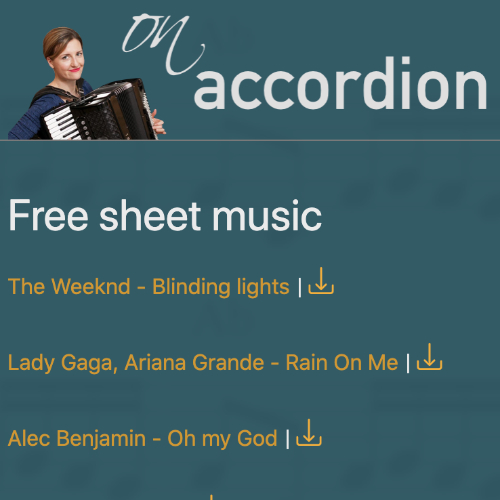 on
accordion
Free sheet music
The Weeknd - Blinding lights |
Lady Gaga, Ariana Grande - Rain On Me |
Alec Benjamin - Oh my God |